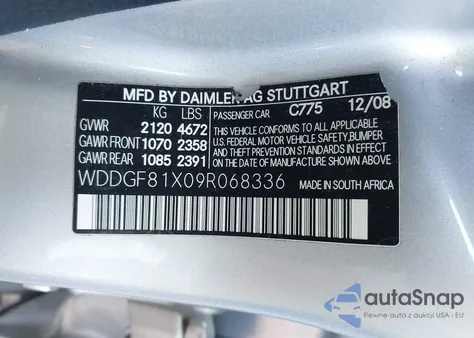 MFD BY DAIMLER AG STUTTGART
KG LBS PASSENGER CAR C775 12/08
GVWR 2120 4672 THIS VEHICLE CONFORMS TO ALL APPLICABLE
GAWR FRONT 1070 2358 U.S. FEDERAL MOTOR VEHICLE SAFETY, BUMPER,
AND THEFT PREVENTION STANDARDS IN EFFECT
GAWR REAR 1085 2391 ON THE DATE OF MANUFACTURE SHOWN ABOVE.
WDDGF81X09R068336 MADE IN SOUTH AFRICA
autoSnap
Pewne auta z aukcji USA i EU